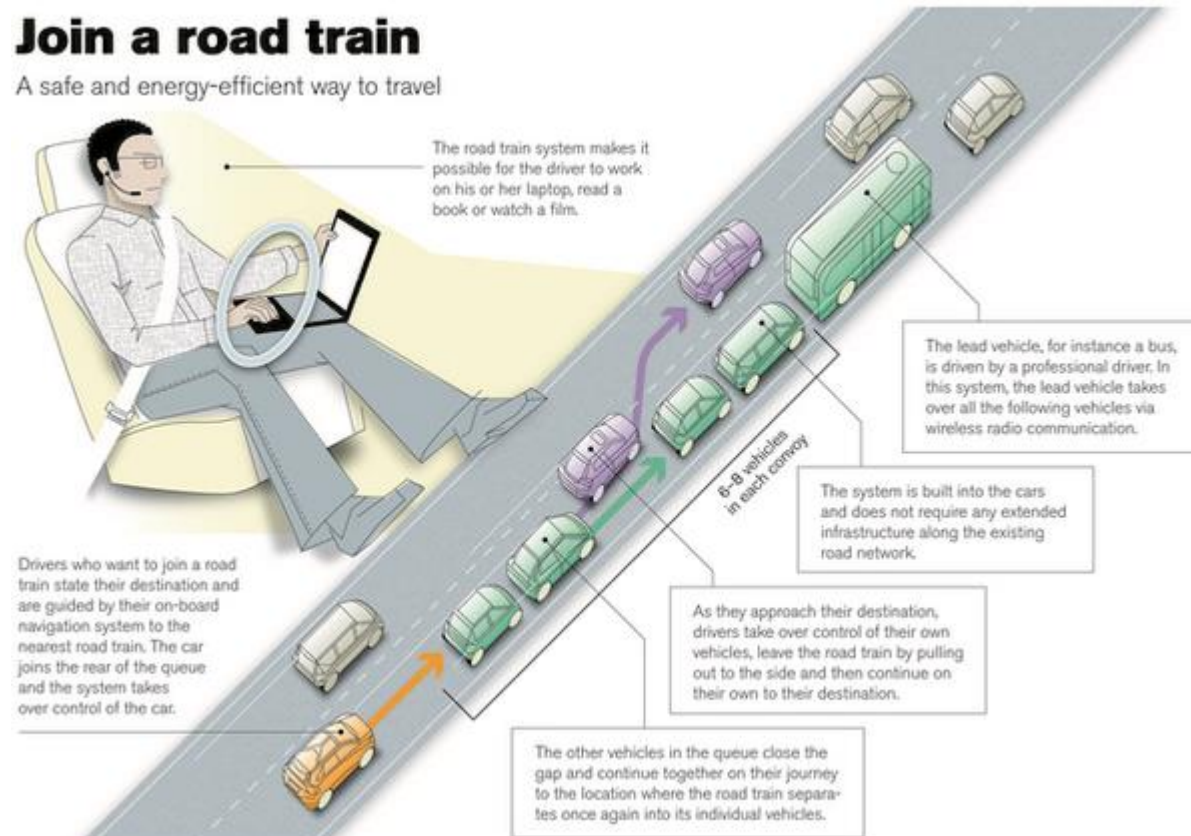 Join a road train
A safe and energy-efficient way to travel
The road train system makes it
possible for the driver to work
on his or her laptop, read a
book or watch a film.
The lead vehicle, for instance a bus,
is driven by a professional driver. In
this system, the lead vehicle takes
over all the following vehicles via
wireless radio communication.
6–8 vehicles
in each convoy
The system is built into the cars
and does not require any extended
infrastructure along the existing
road network.
Drivers who want to join a road
train state their destination and
are guided by their on-board
navigation system to the
nearest road train. The car
joins the rear of the queue
and the system takes
over control of the car.
As they approach their destination,
drivers take over control of their own
vehicles, leave the road train by pulling
out to the side and then continue on
their own to their destination.
The other vehicles in the queue close the
gap and continue together on their journey
to the location where the road train separa-
tes once again into its individual vehicles.